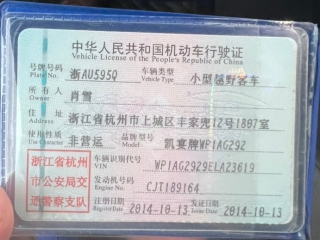 中华人民共和国机动车行驶证
Vehicle License of the People's Republic of China
号牌号码 浙AUS95Q 车辆类型 小型越野客车
Plate No. Vehicle Type
所有人 肖雪
Owner
住址 浙江省杭州市上城区丰家兜12号1807室
Address
使用性质 非营运 品牌型号 凯宴牌WP1AG292
Use Character Model
浙江省杭州
市公安局交
通警察支队
车辆识别代号 WP1AG2929ELA23619
VIN
发动机号码 CJT189164
Engine No.
注册日期 2014-10-13 发证日期 2014-10-13
Register Date Issue Date